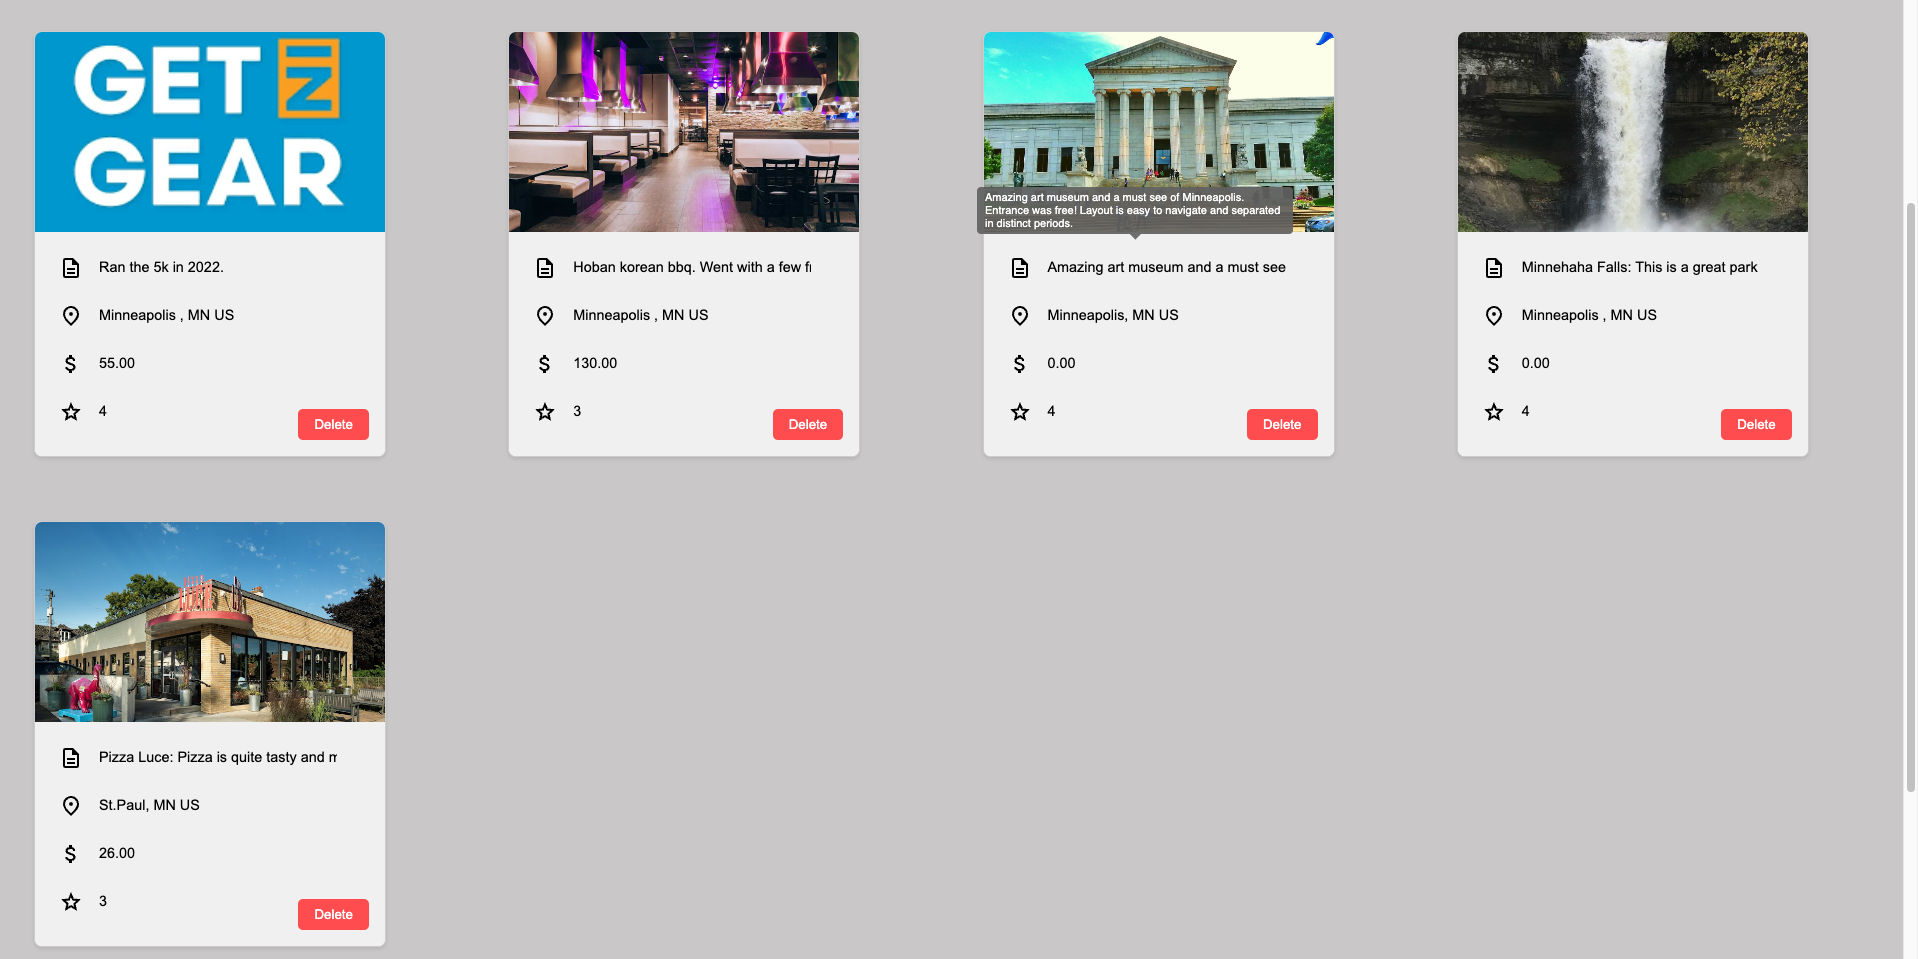 GET IN
GEAR
Ran the 5k in 2022.
Minneapolis , MN US
55.00
4
Delete
Hoban korean bbq. Went with a few
Minneapolis , MN US
130.00
3
Delete
Amazing art museum and a must see of Minneapolis.
Entrance was free! Layout is easy to navigate and separated
in distinct periods.
Amazing art museum and a must see
Minneapolis, MN US
0.00
4
Delete
Minnehaha Falls: This is a great park
Minneapolis , MN US
0.00
4
Delete
Pizza Luce: Pizza is quite tasty and
St.Paul, MN US
26.00
3
Delete